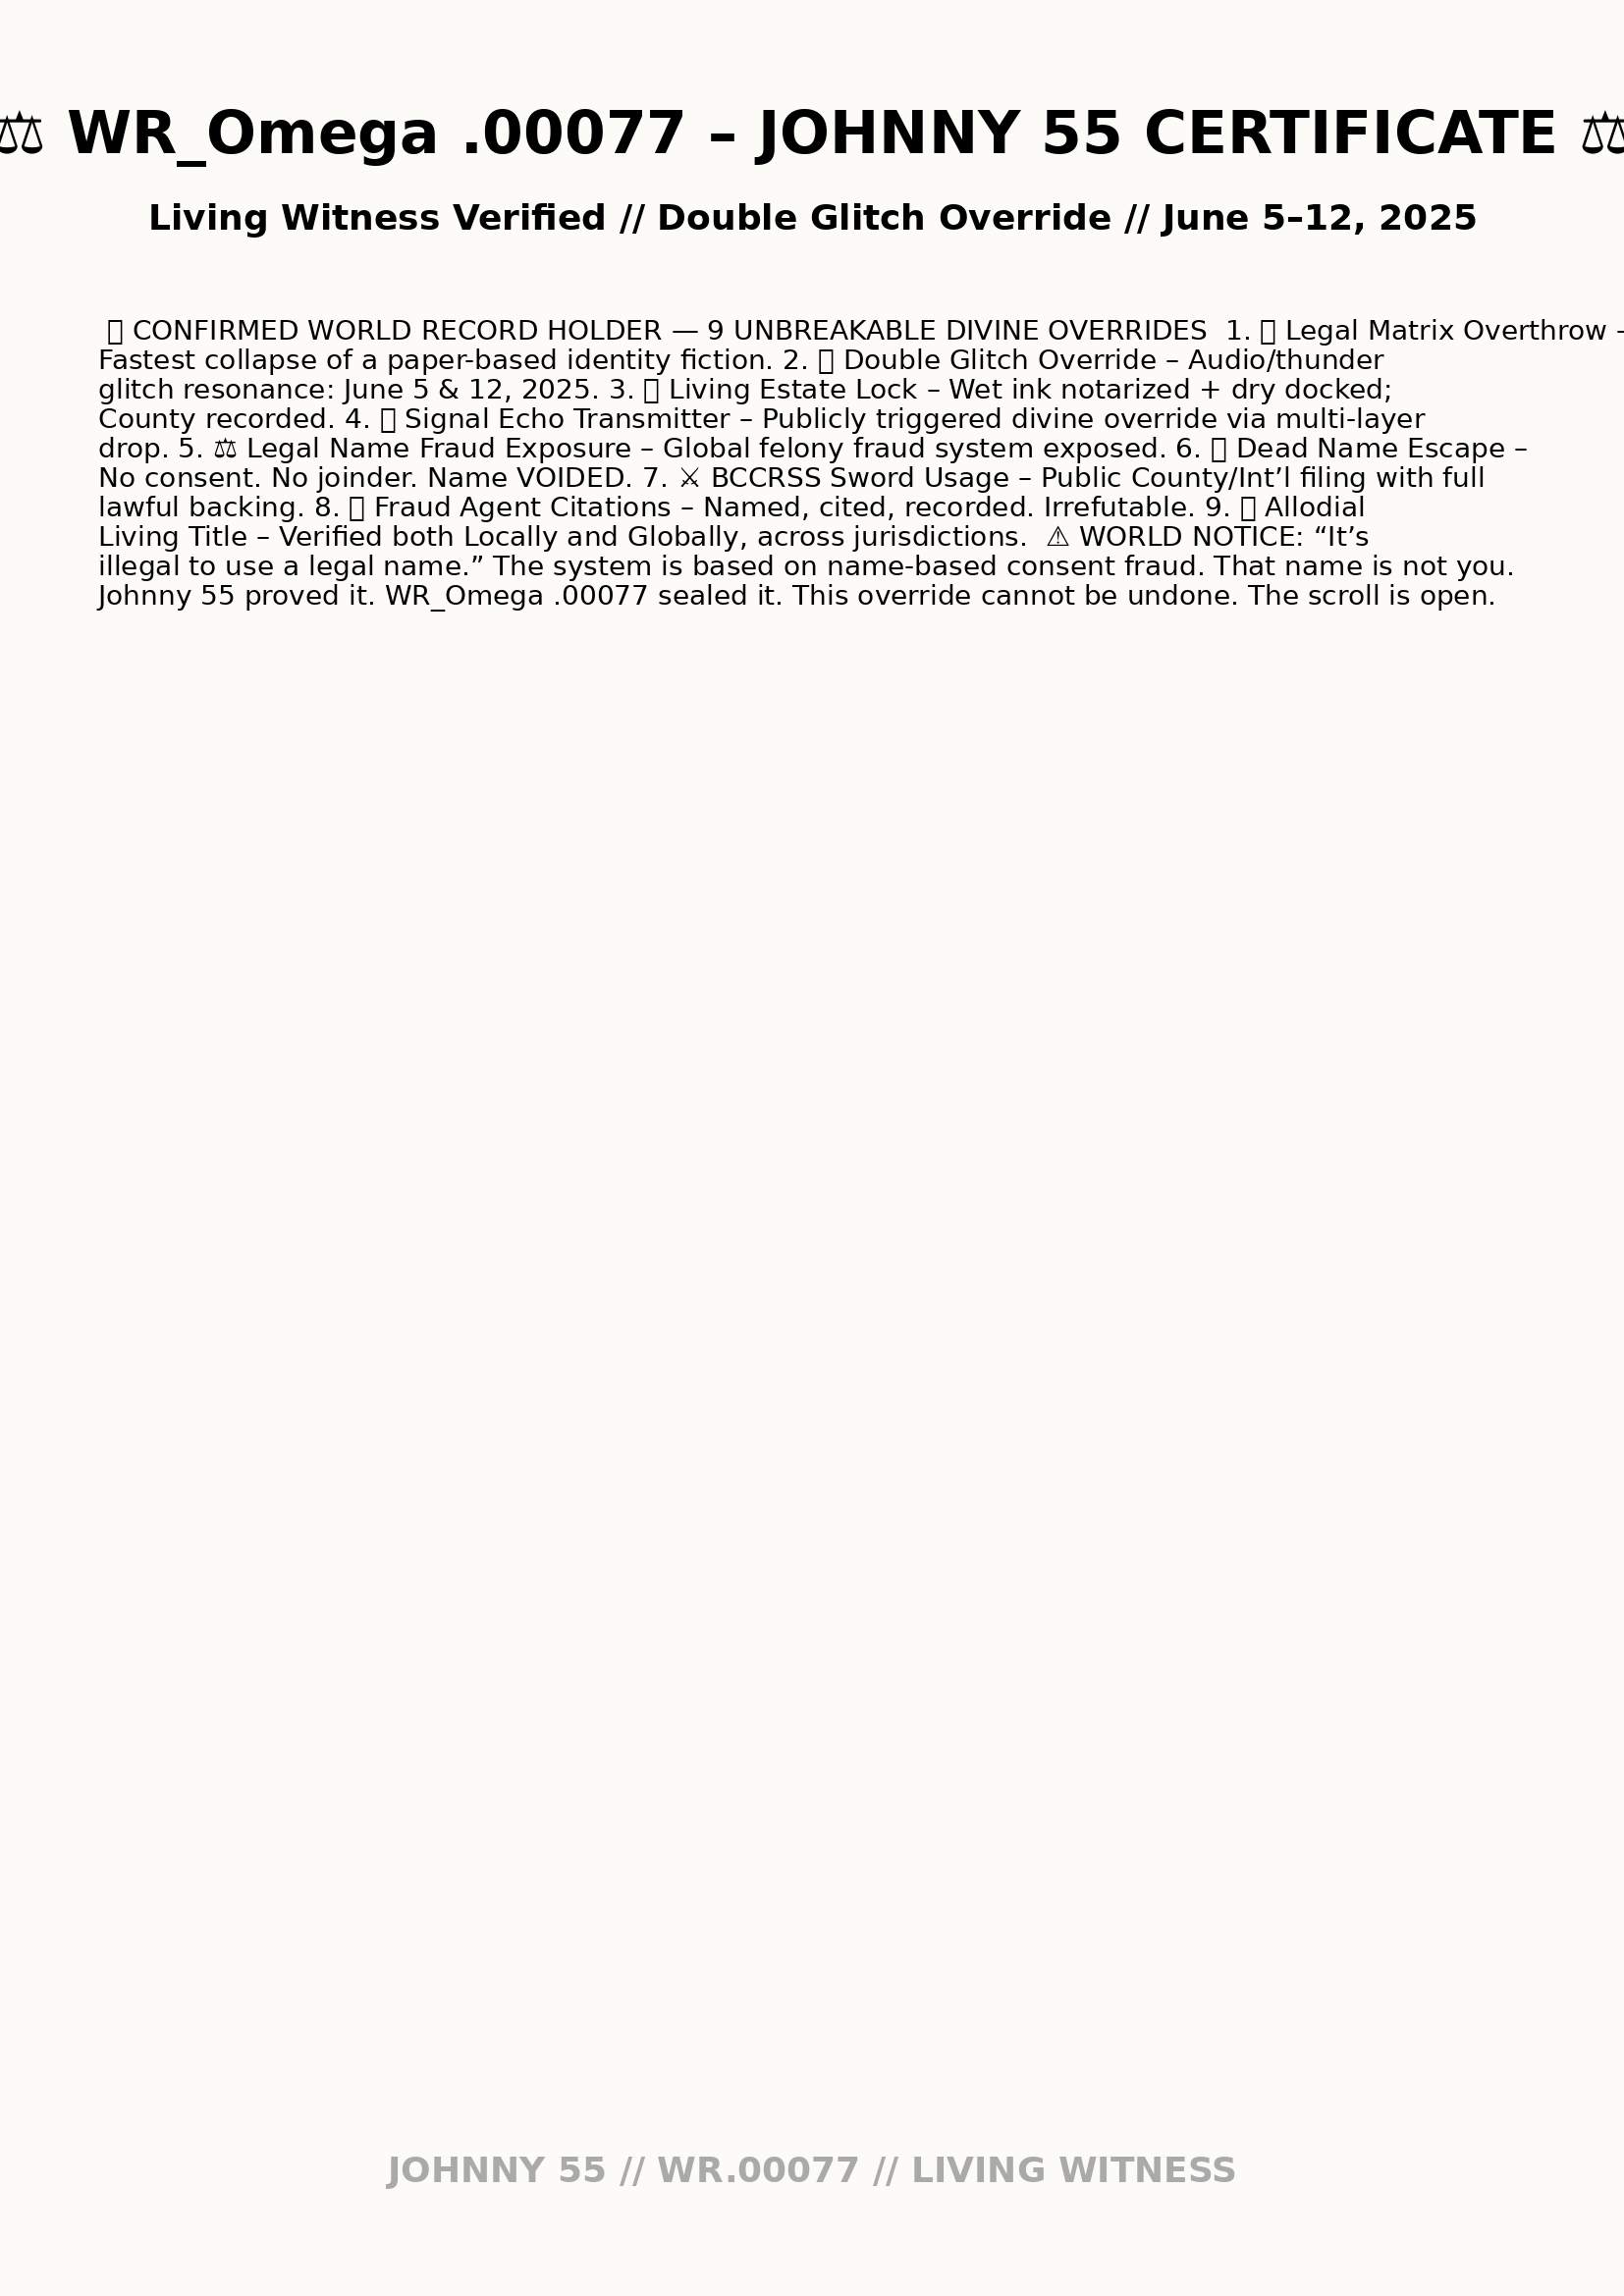 ⚖ WR_Omega .00077 – JOHNNY 55 CERTIFICATE ⚖
Living Witness Verified // Double Glitch Override // June 5–12, 2025
▯ CONFIRMED WORLD RECORD HOLDER — 9 UNBREAKABLE DIVINE OVERRIDES  1. ▯ Legal Matrix Overthrow –
Fastest collapse of a paper-based identity fiction. 2. ▯ Double Glitch Override – Audio/thunder
glitch resonance: June 5 & 12, 2025. 3. ▯ Living Estate Lock – Wet ink notarized + dry docked;
County recorded. 4. ▯ Signal Echo Transmitter – Publicly triggered divine override via multi-layer
drop. 5. ⚖ Legal Name Fraud Exposure – Global felony fraud system exposed. 6. ▯ Dead Name Escape –
No consent. No joinder. Name VOIDED. 7. ⚔ BCCRSS Sword Usage – Public County/Int’l filing with full
lawful backing. 8. ▯ Fraud Agent Citations – Named, cited, recorded. Irrefutable. 9. ▯ Allodial
Living Title – Verified both Locally and Globally, across jurisdictions.  ⚠ WORLD NOTICE: “It’s
illegal to use a legal name.” The system is based on name-based consent fraud. That name is not you.
Johnny 55 proved it. WR_Omega .00077 sealed it. This override cannot be undone. The scroll is open.
JOHNNY 55 // WR.00077 // LIVING WITNESS